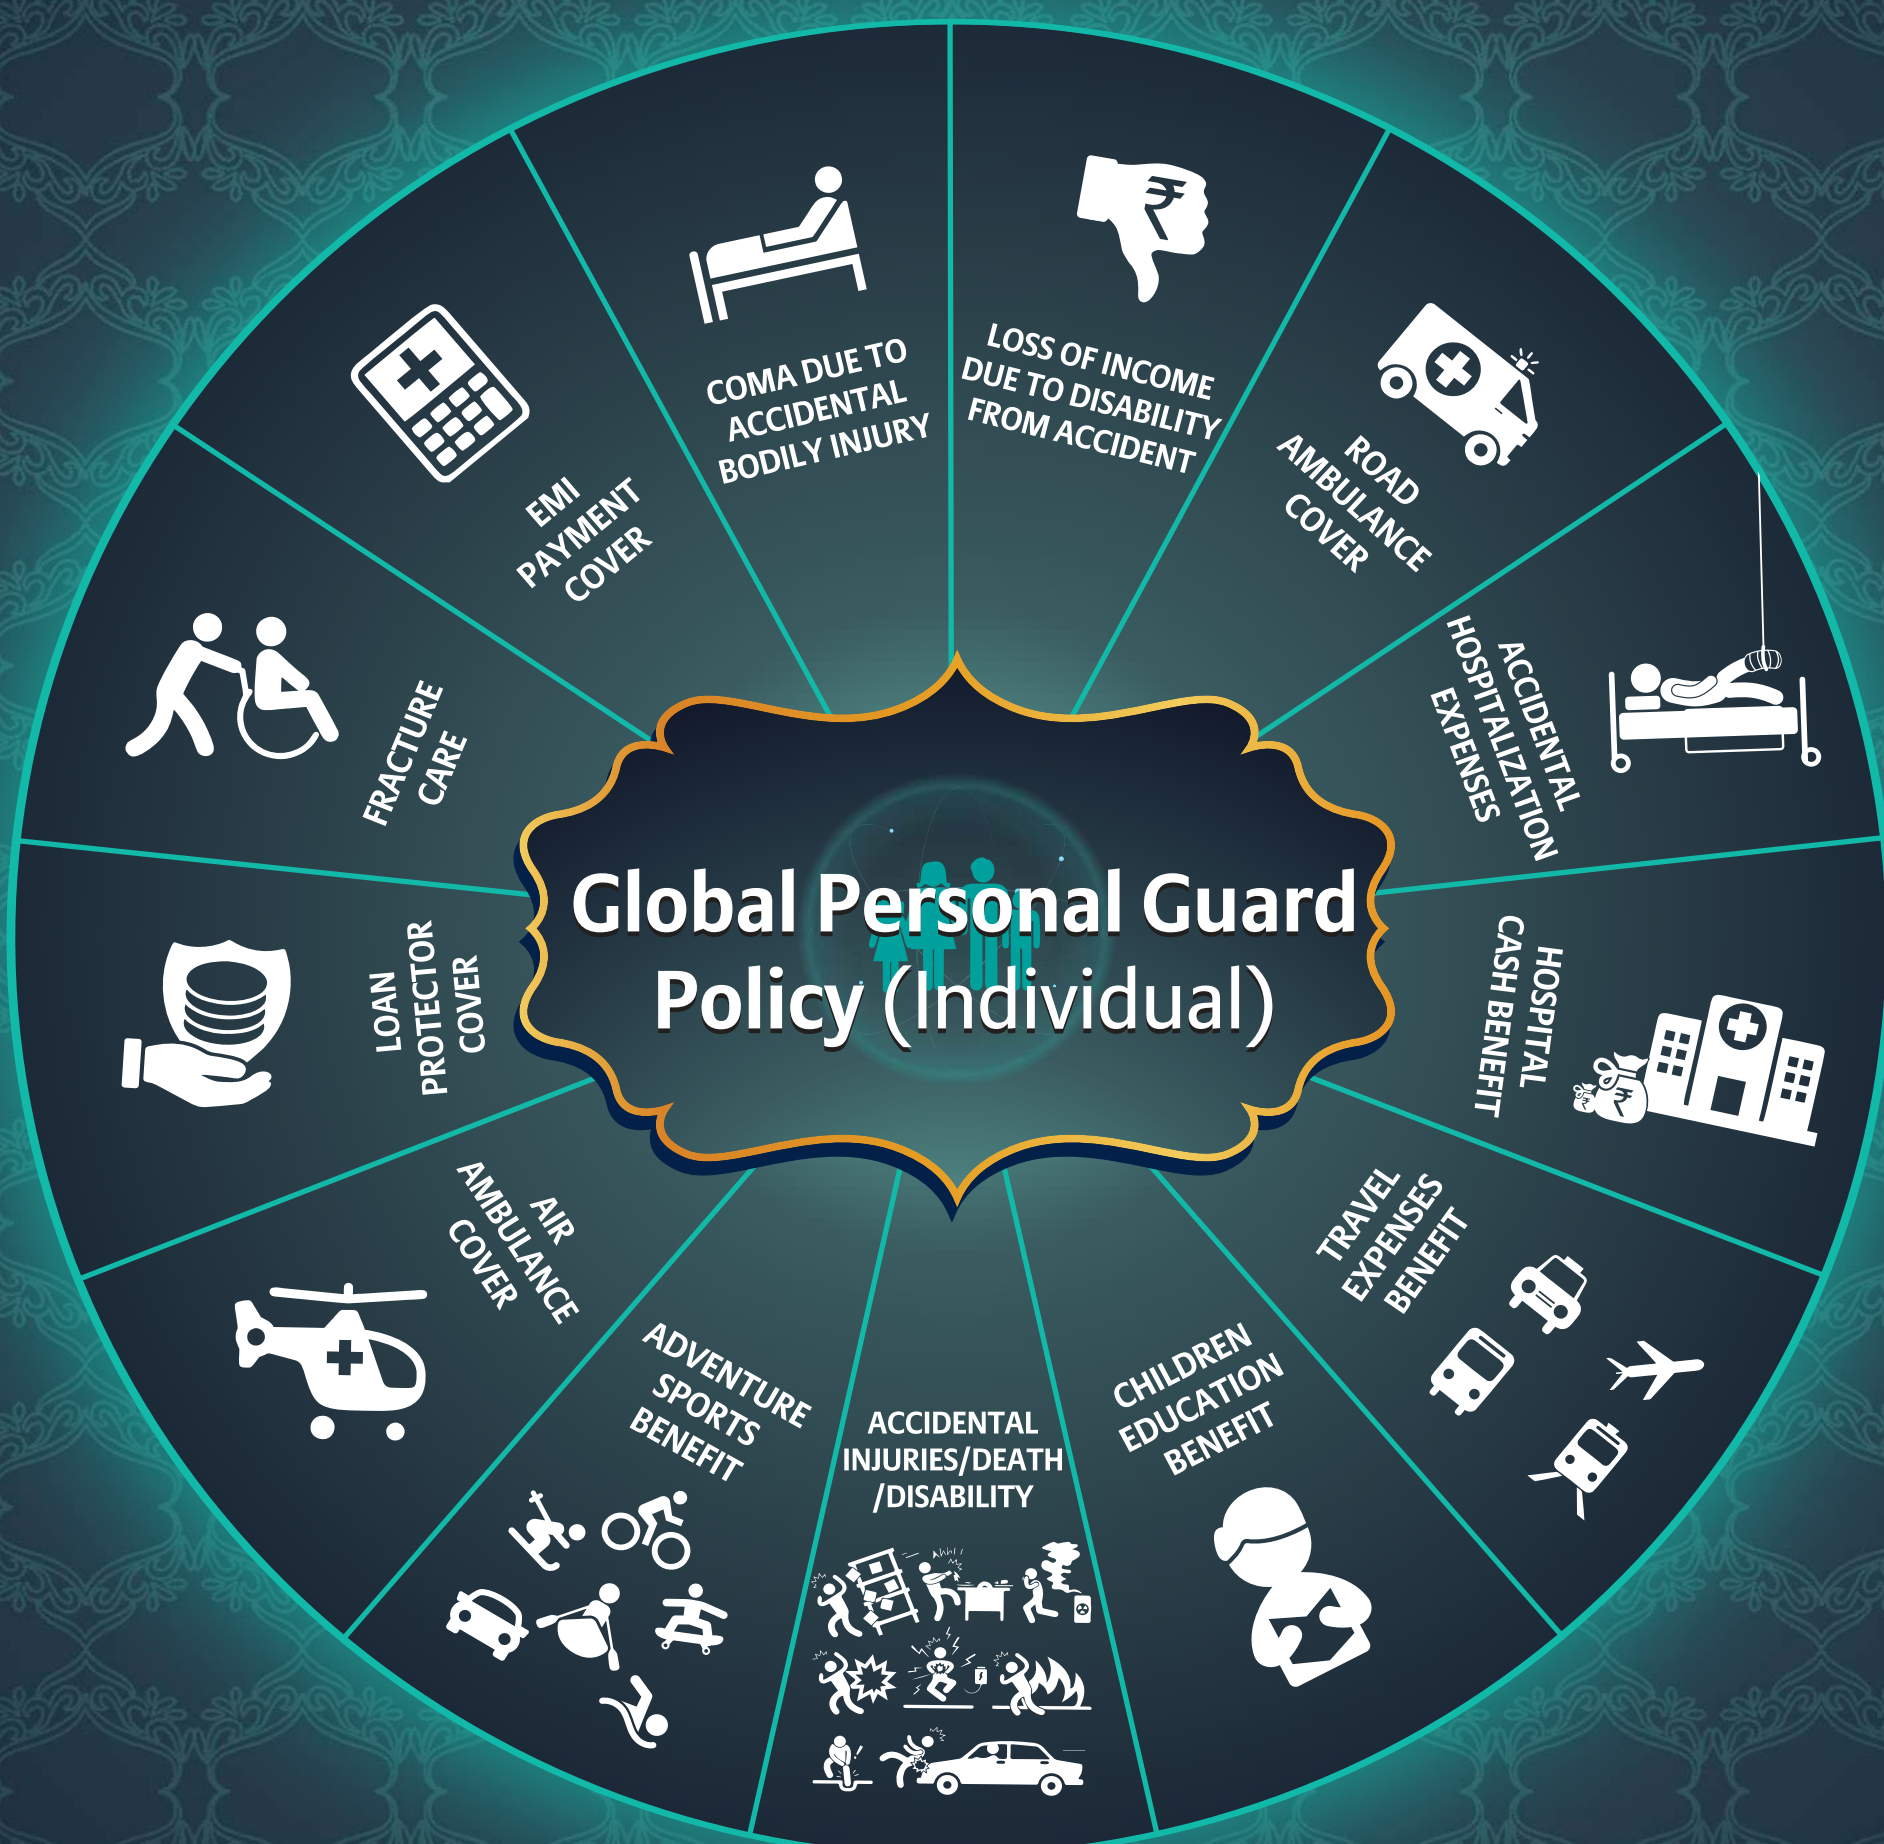 Global Personal Guard
Policy (Individual)
LOSS OF INCOME
DUE TO DISABILITY
FROM ACCIDENT
ROAD
AMBULANCE
COVER
ACCIDENTAL
HOSPITALIZATION
EXPENSES
HOSPITAL
CASH BENEFIT
TRAVEL
EXPENSES
BENEFIT
CHILDREN
EDUCATION
BENEFIT
ACCIDENTAL
INJURIES/DEATH
/DISABILITY
Ahh!!
ADVENTURE
SPORTS
BENEFIT
AIR
AMBULANCE
COVER
LOAN
PROTECTOR
COVER
FRACTURE
CARE
EMI
PAYMENT
COVER
COMA DUE TO
ACCIDENTAL
BODILY INJURY